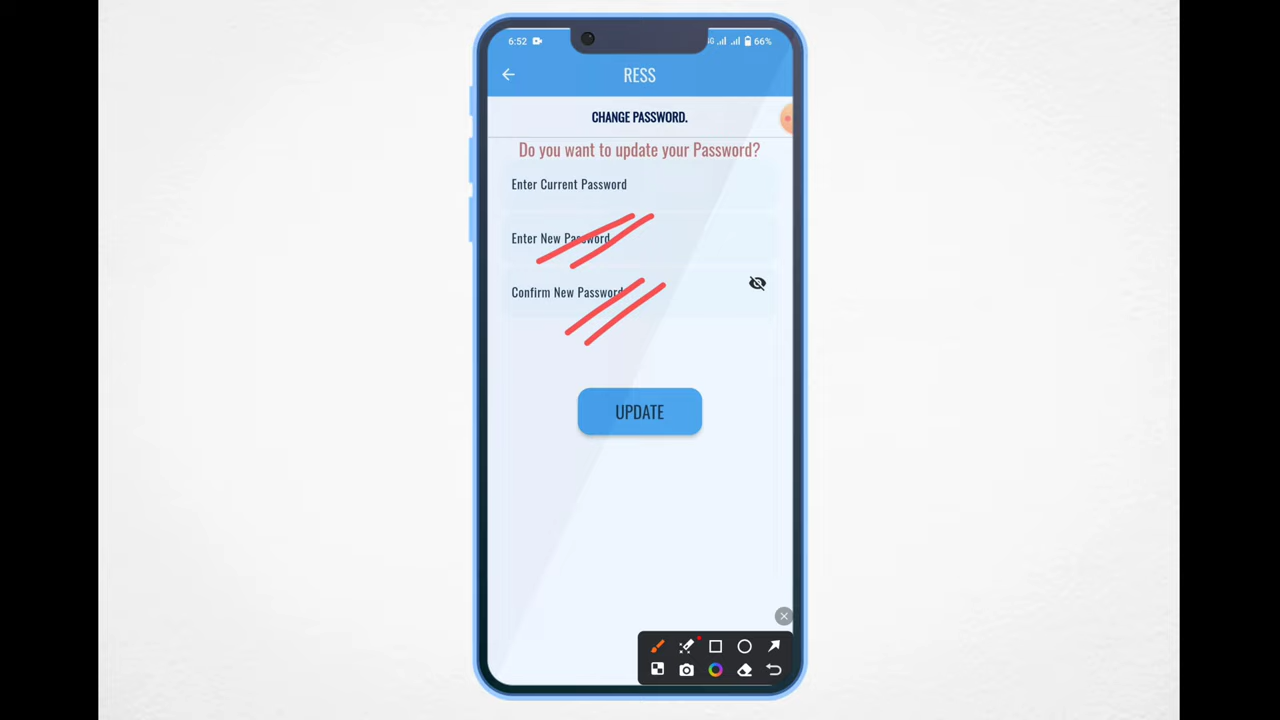 6:52 66%
RESS
CHANGE PASSWORD.
Do you want to update your Password?
Enter Current Password
Enter New Password
Confirm New Password
UPDATE